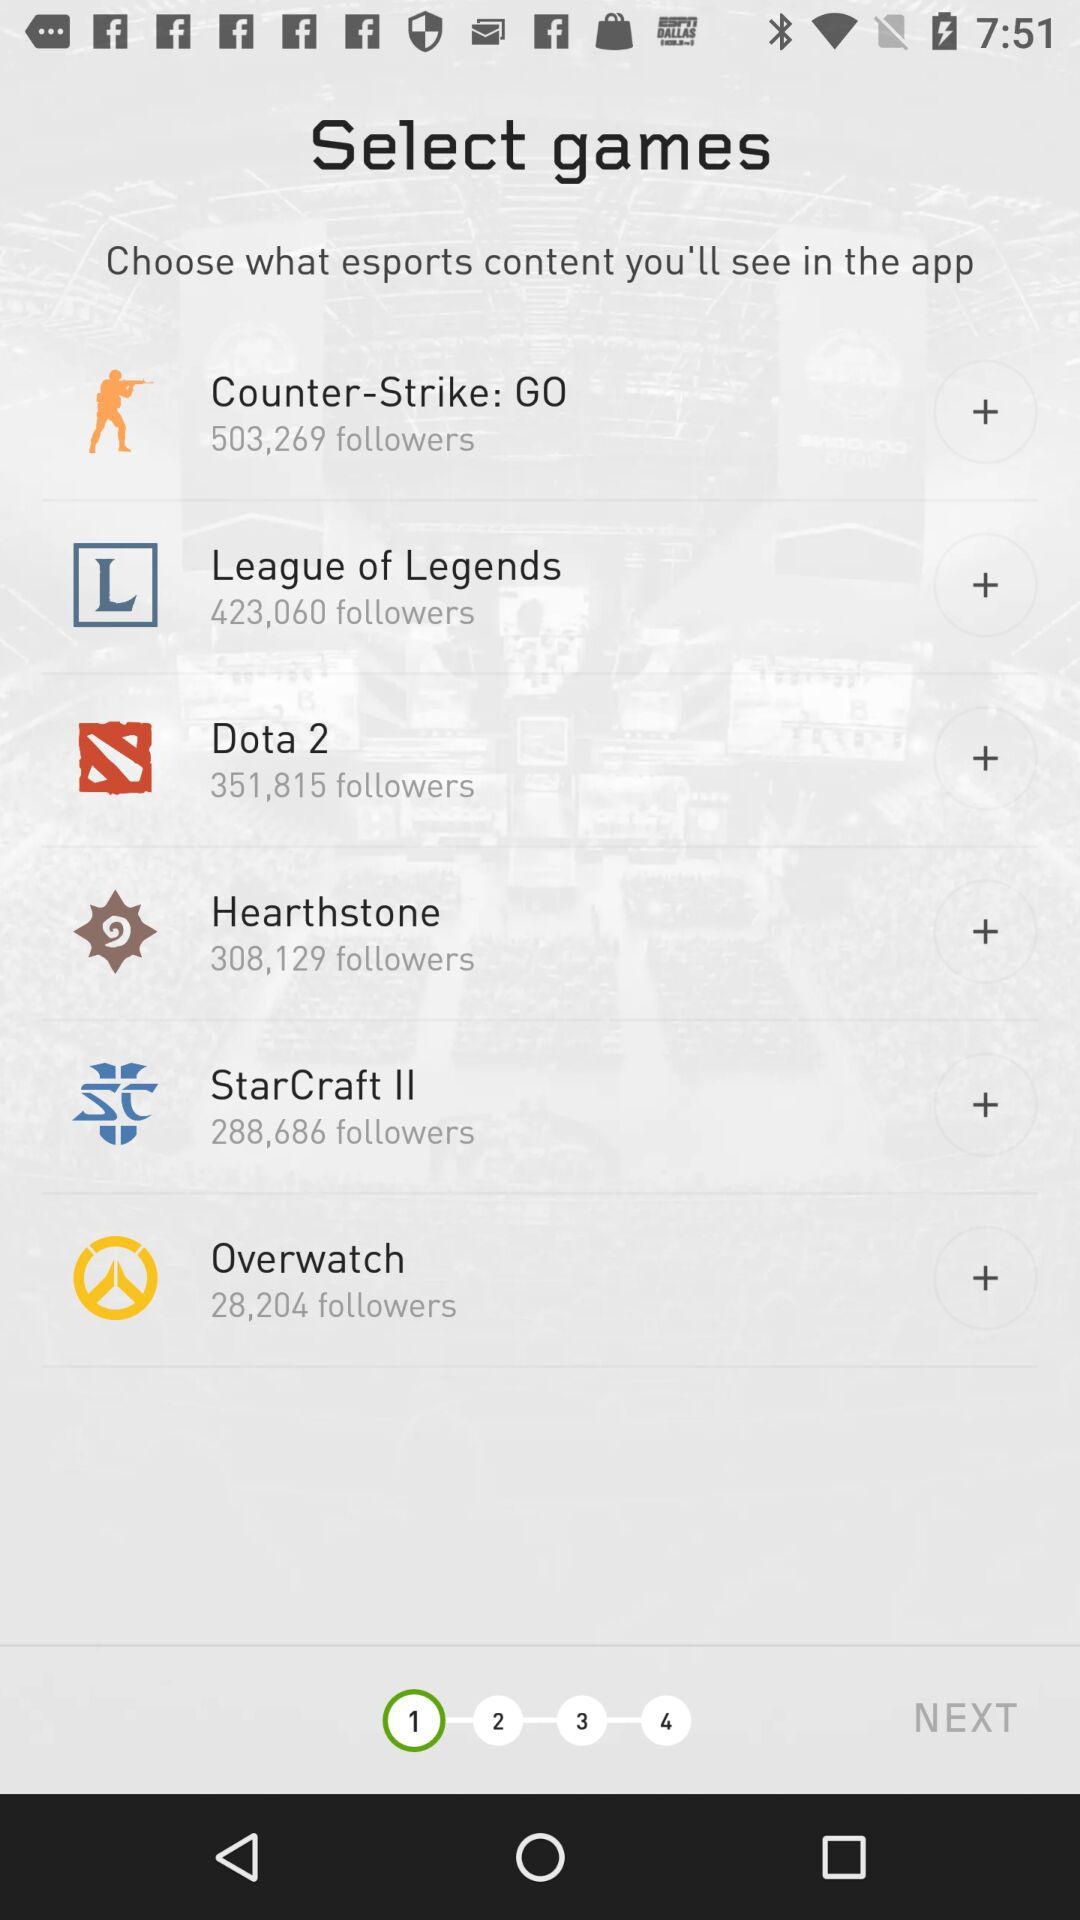 7:51
ESPN
DALLAS
Select games
Choose what esports content you'll see in the app
Counter-Strike: GO
503,269 followers
League of Legends
423,060 followers
Dota 2
351,815 followers
Hearthstone
308,129 followers
StarCraft II
288,686 followers
Overwatch
28,204 followers
1 2 3 4
NEXT